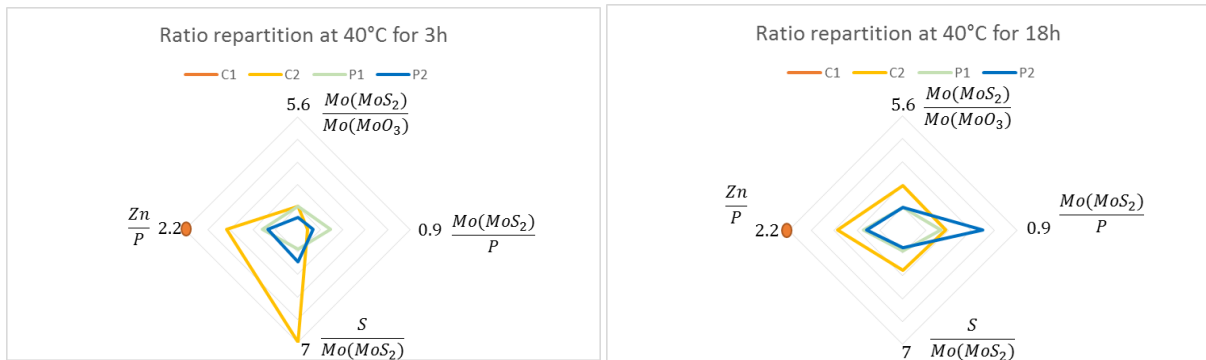 Ratio repartition at 40°C for 3h
C1 C2 P1 P2
5.6 Mo(MoS₂)
Mo(MoO₃)
Zn
P
2.2
0.9 Mo(MoS₂)
P
7 S
Mo(MoS₂)
Ratio repartition at 40°C for 18h
C1 C2 P1 P2
5.6 Mo(MoS₂)
Mo(MoO₃)
Zn
P
2.2
0.9 Mo(MoS₂)
P
7 S
Mo(MoS₂)